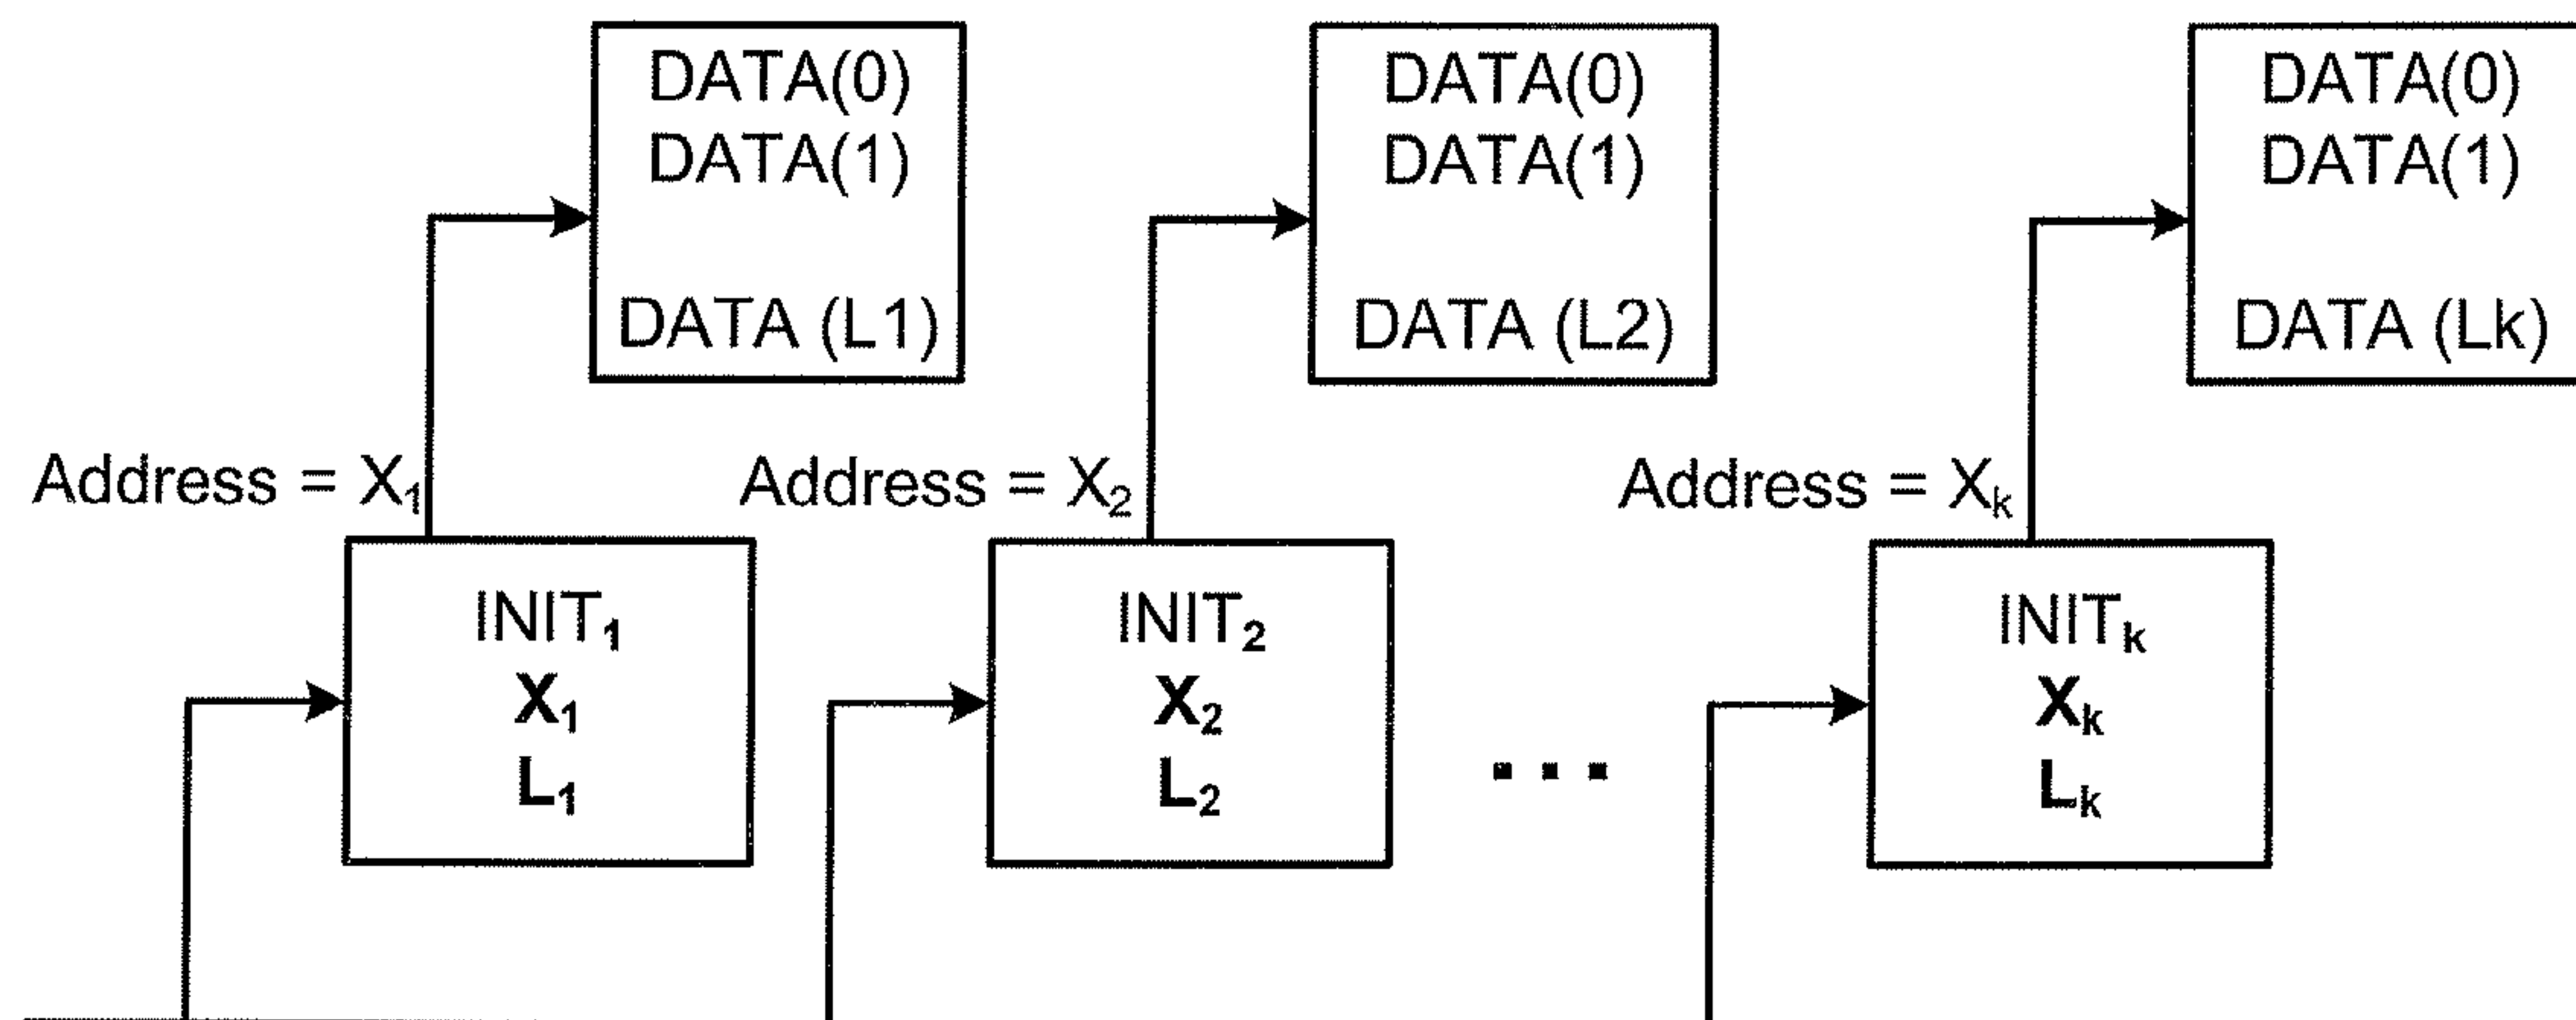 DATA(0)
DATA(1)
DATA (L1)
DATA(0)
DATA(1)
DATA (L2)
DATA(0)
DATA(1)
DATA (Lk)
Address = X₁
Address = X₂
Address = Xₖ
INIT₁
X₁
L₁
INIT₂
X₂
L₂
...
INITₖ
Xₖ
Lₖ